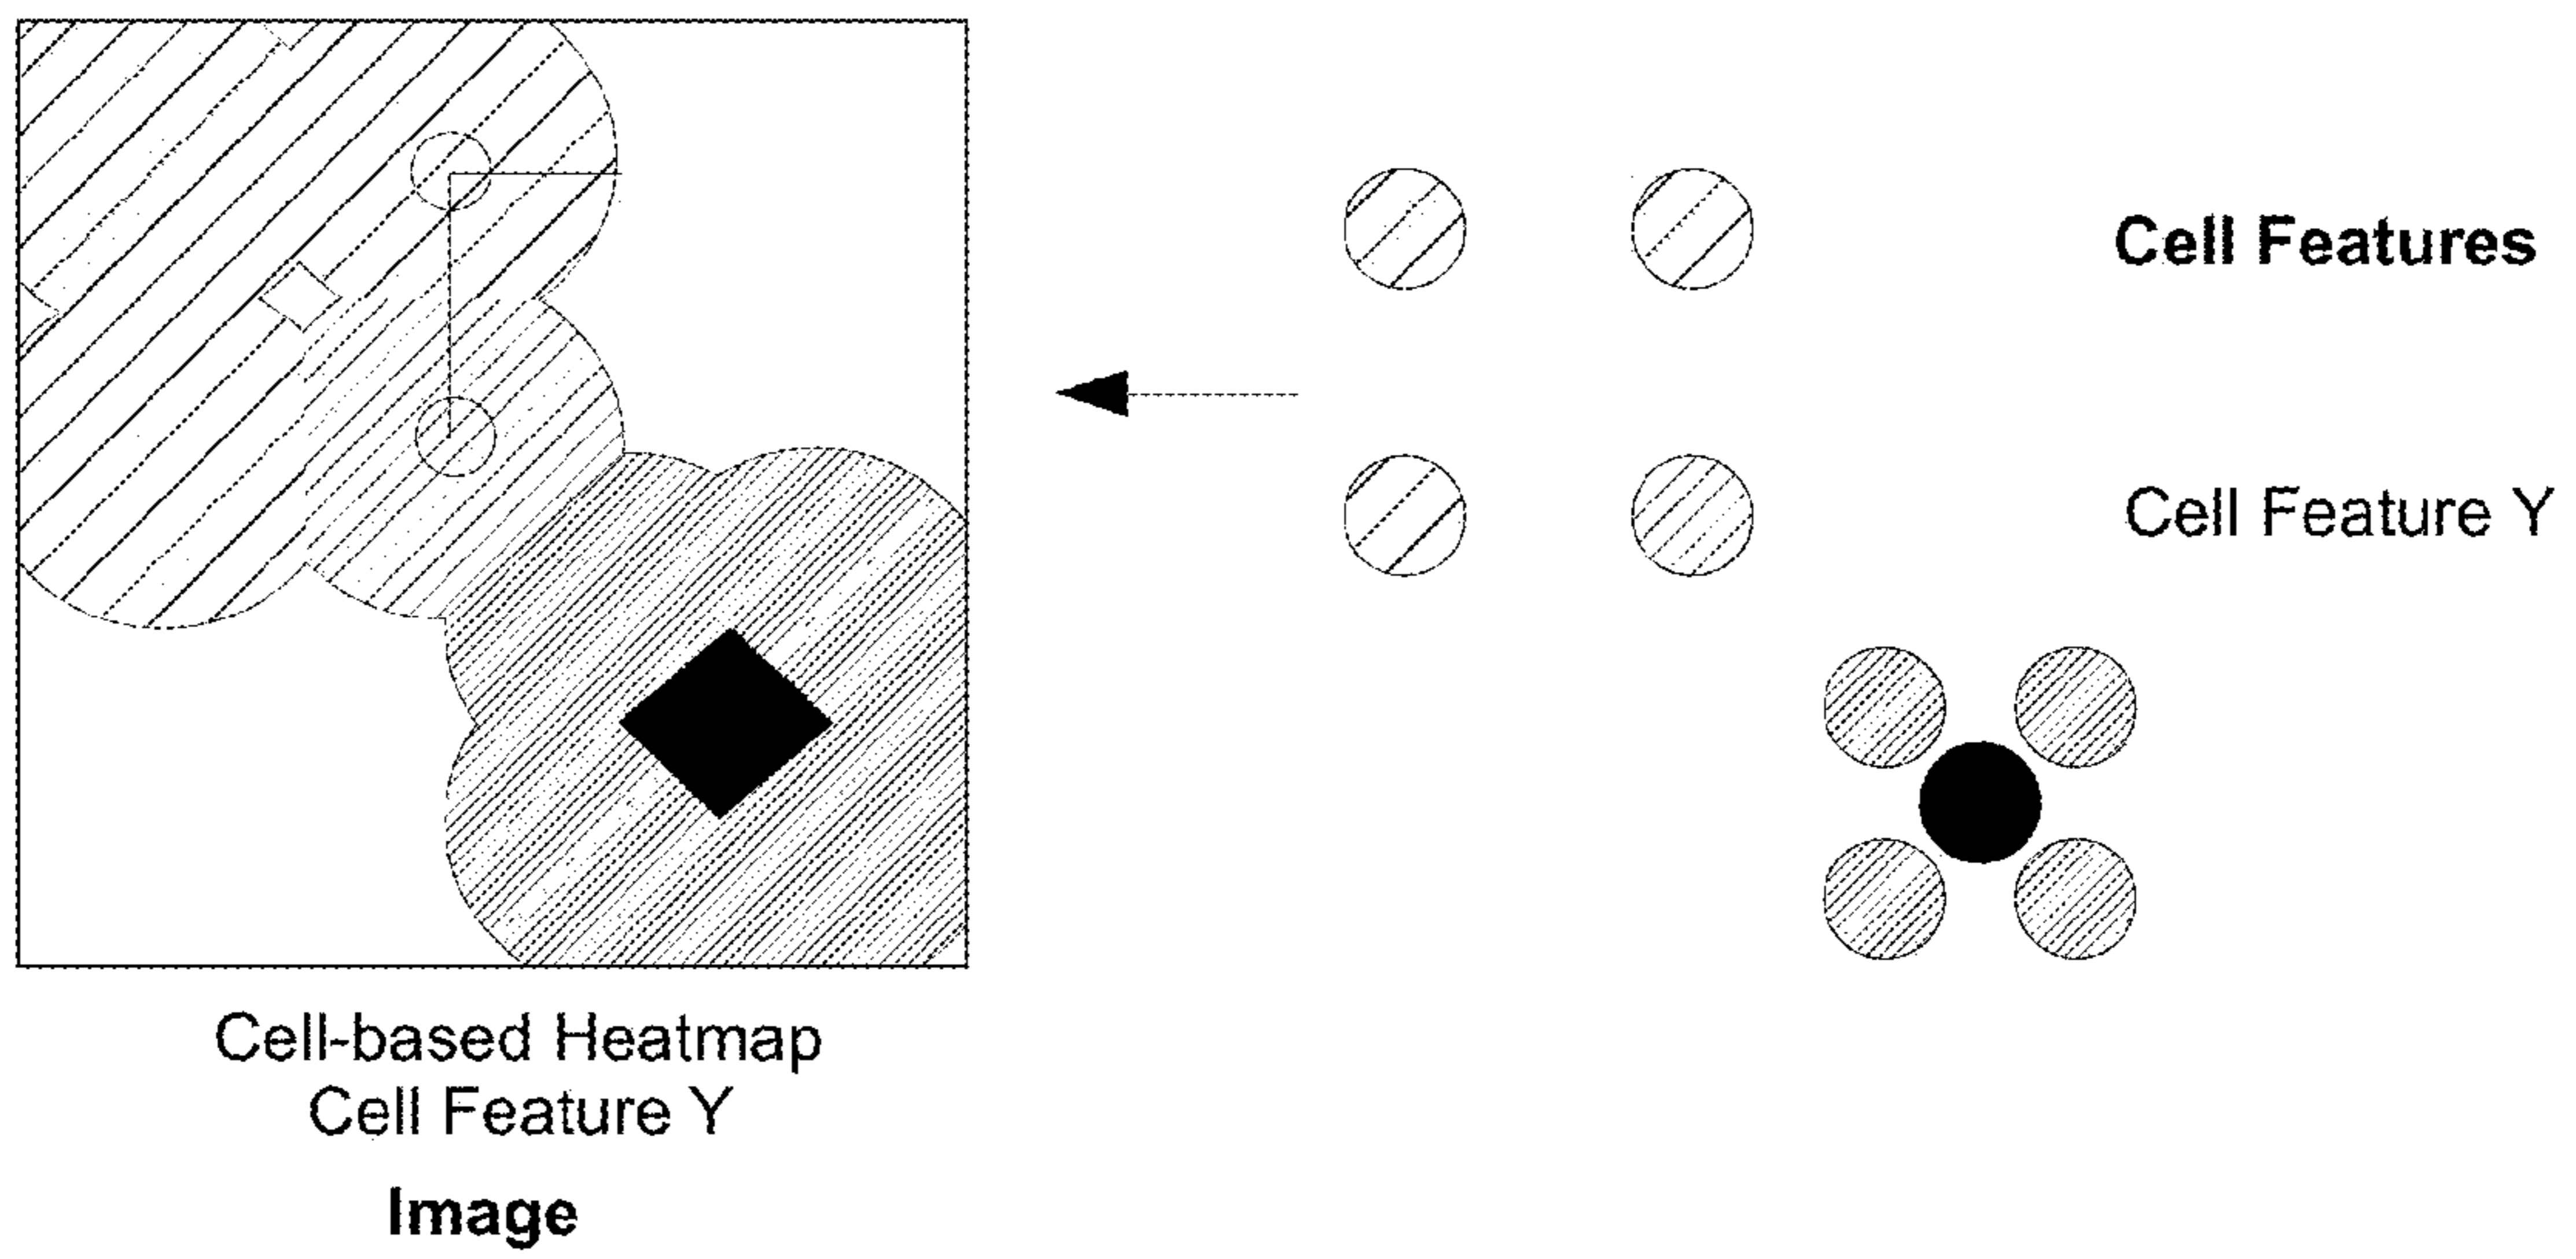 Cell Features
Cell Feature Y
Cell-based Heatmap
Cell Feature Y
Image